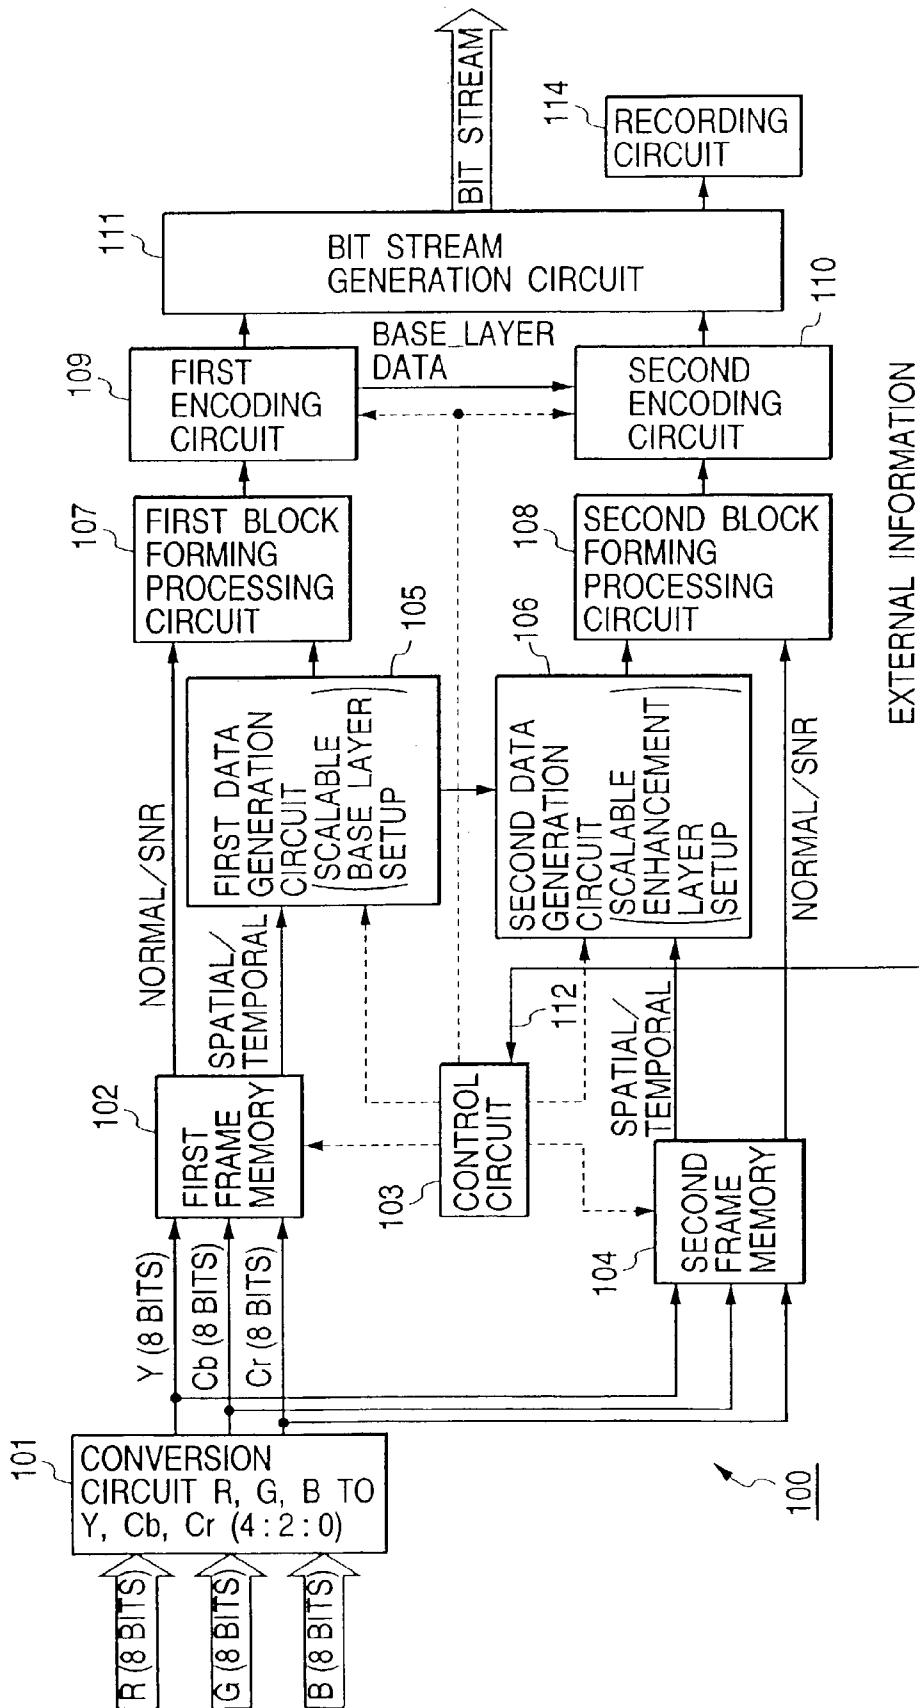 R (8 BITS)
G (8 BITS)
B (8 BITS)
101
CONVERSION
CIRCUIT R, G, B TO
Y, Cb, Cr (4 : 2 : 0)
Y (8 BITS)
Cb (8 BITS)
Cr (8 BITS)
102
FIRST
FRAME
MEMORY
103
CONTROL
CIRCUIT
104
SECOND
FRAME
MEMORY
100
NORMAL/SNR
SPATIAL/
TEMPORAL
112
SPATIAL/
TEMPORAL
NORMAL/SNR
105
FIRST DATA
GENERATION
CIRCUIT
(SCALABLE
BASE LAYER
SETUP)
106
SECOND DATA
GENERATION
CIRCUIT
(SCALABLE
ENHANCEMENT
LAYER
SETUP)
107
FIRST BLOCK
FORMING
PROCESSING
CIRCUIT
108
SECOND BLOCK
FORMING
PROCESSING
CIRCUIT
109
FIRST
ENCODING
CIRCUIT
BASE_LAYER
DATA
110
SECOND
ENCODING
CIRCUIT
EXTERNAL INFORMATION
111
BIT STREAM
GENERATION CIRCUIT
BIT STREAM
114
RECORDING
CIRCUIT